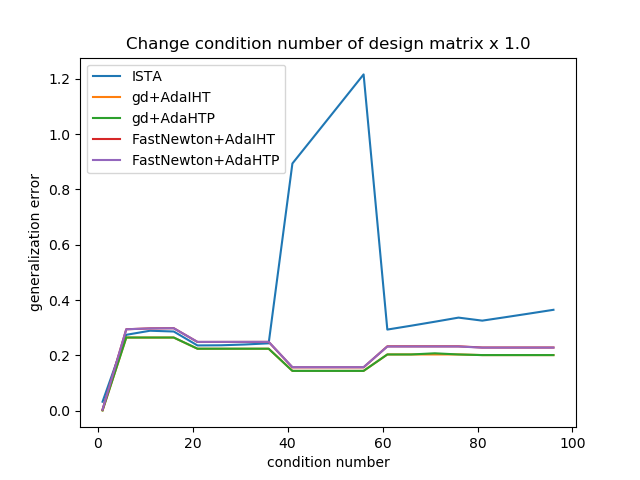 Change condition number of design matrix x 1.0
ISTA
gd+AdaIHT
gd+AdaHTP
FastNewton+AdaIHT
FastNewton+AdaHTP
generalization error
1.2
1.0
0.8
0.6
0.4
0.2
0.0
0 20 40 60 80 100
condition number